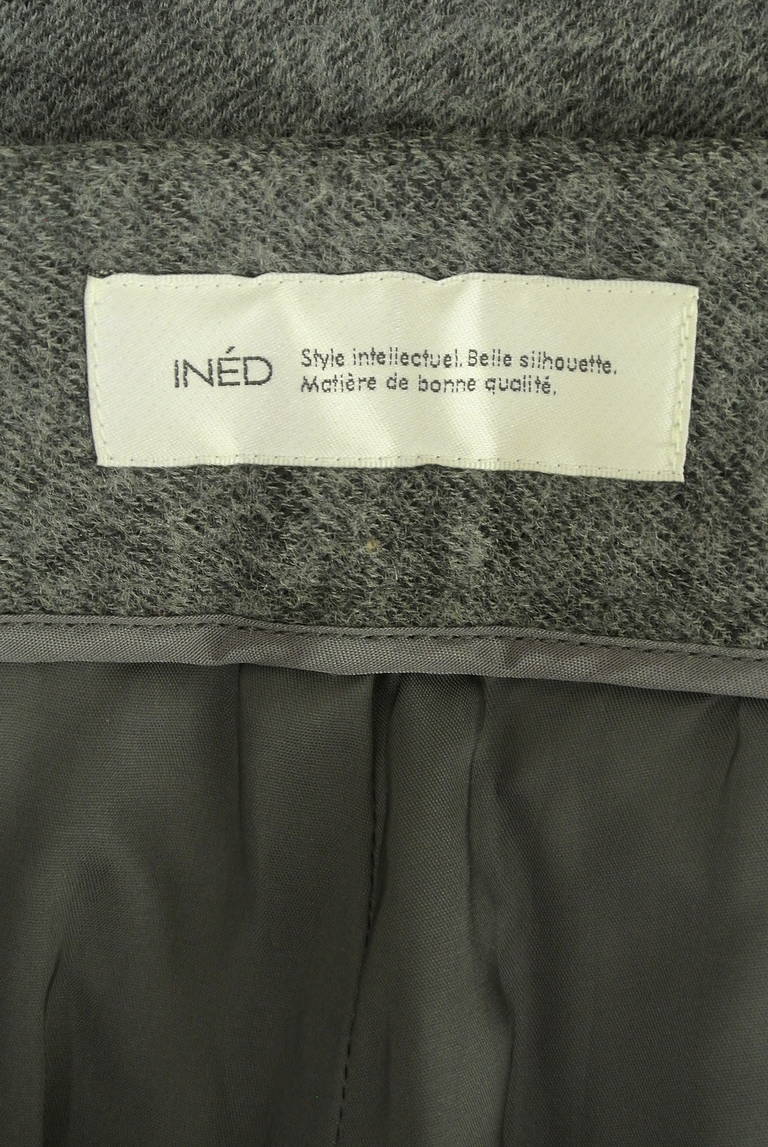 INÉD
Style intellectuel. Belle silhouette.
Matière de bonne qualité.